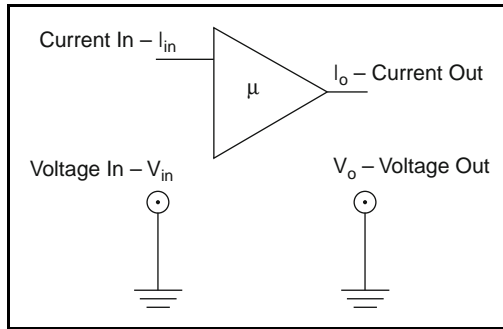 Current In – I_in
μ
I_o – Current Out
Voltage In – V_in
V_o – Voltage Out